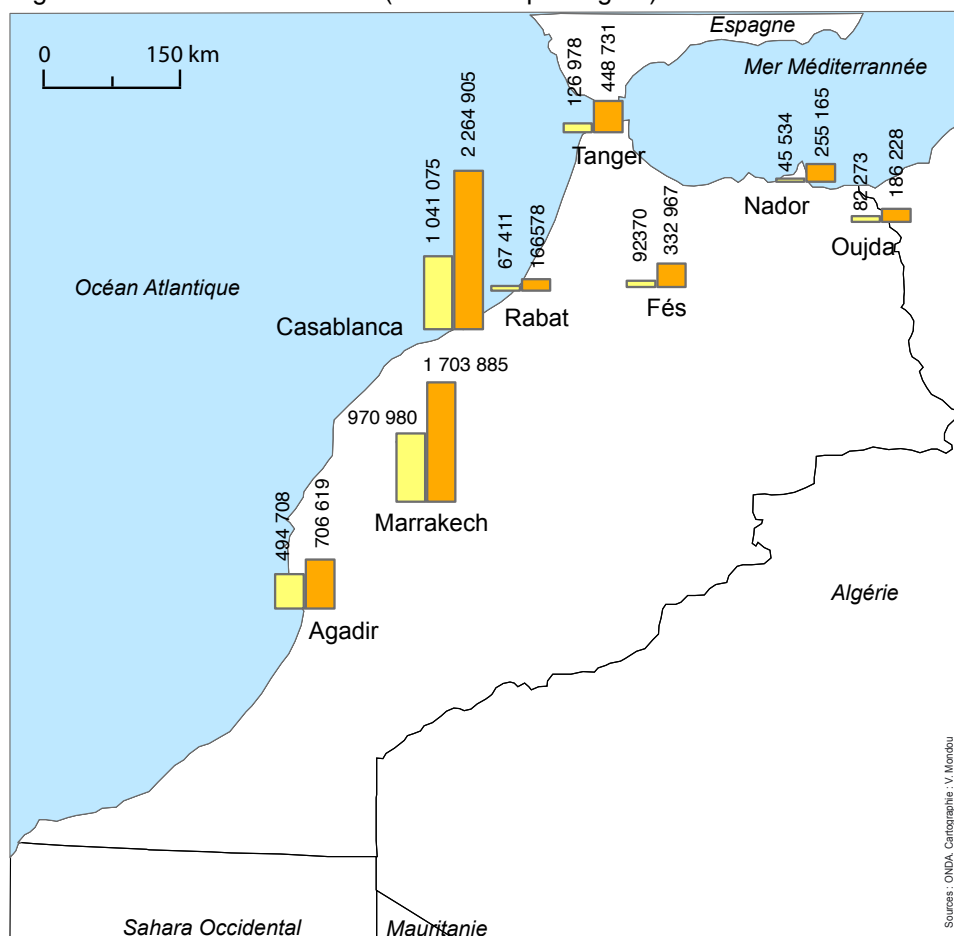 Espagne
0 150 km
Mer Méditerrannée
126 978
448 731
Tanger
2 264 905
1 041 075
45 534
255 165
Nador
82 273
186 228
Oujda
67 411
166578
Rabat
92370
332 967
Fés
Océan Atlantique
Casablanca
1 703 885
970 980
Marrakech
494 708
706 619
Agadir
Algérie
Sources : ONDA. Cartographie : V. Mondou
Sahara Occidental
Mauritanie